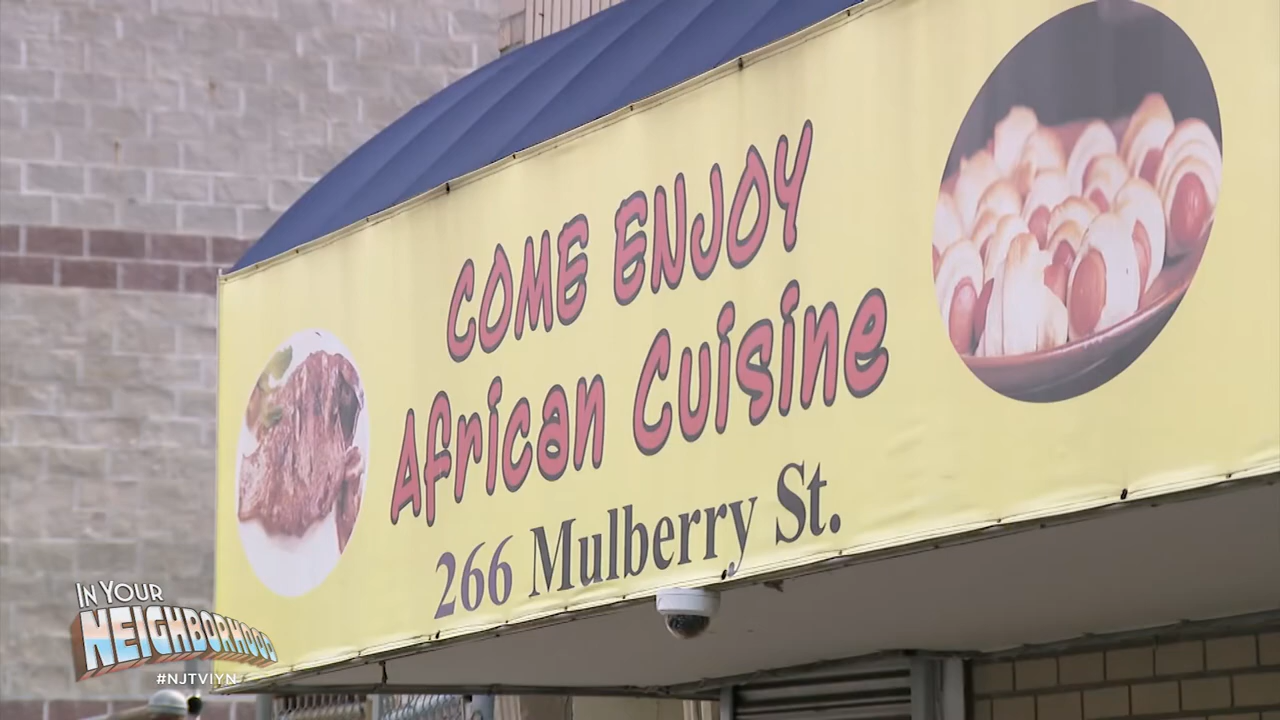 COME ENJOY
African Cuisine
266 Mulberry St.
IN YOUR
NEIGHBORHOOD
#NJTVIYN